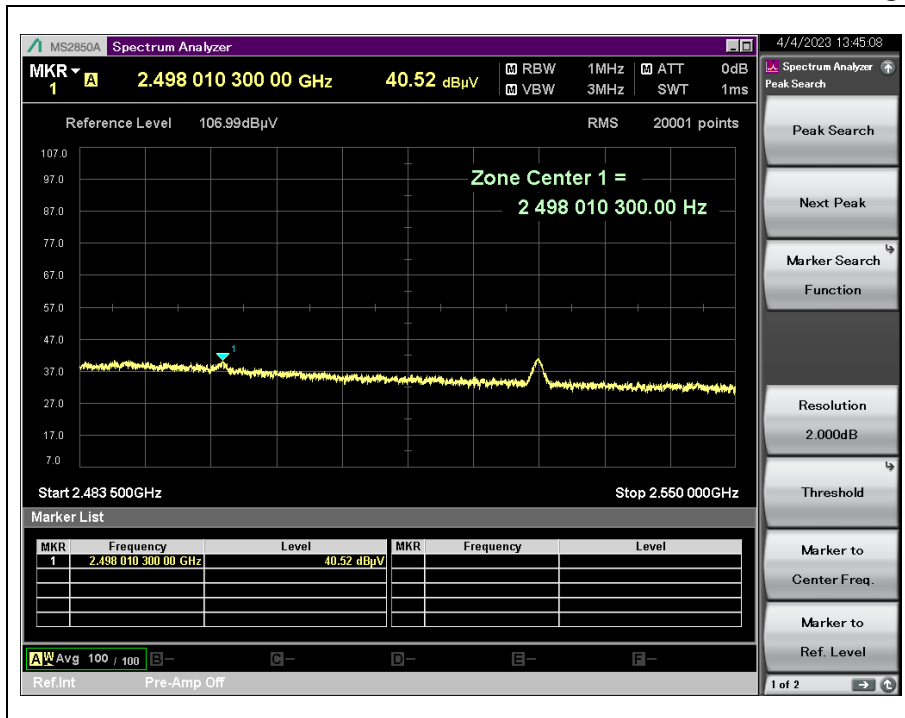 MS2850A Spectrum Analyzer
4/4/2023 13:45:08
MKR 1 A 2.498 010 300 00 GHz 40.52 dBµV
M RBW 1MHz M ATT 0dB
M VBW 3MHz SWT 1ms
Spectrum Analyzer
Peak Search
Reference Level 106.99dBµV RMS 20001 points
107.0
97.0
87.0
77.0
67.0
57.0
47.0
37.0
27.0
17.0
7.0
Zone Center 1 =
2 498 010 300.00 Hz
1
Start 2.483 500GHz Stop 2.550 000GHz
Marker List
MKR Frequency Level MKR Frequency Level
1 2.498 010 300 00 GHz 40.52 dBµV
A W Avg 100 / 100 B - C - D - E - F -
Ref.Int Pre-Amp Off
Peak Search
Next Peak
Marker Search
Function
Resolution
2.000dB
Threshold
Marker to
Center Freq.
Marker to
Ref. Level
1 of 2